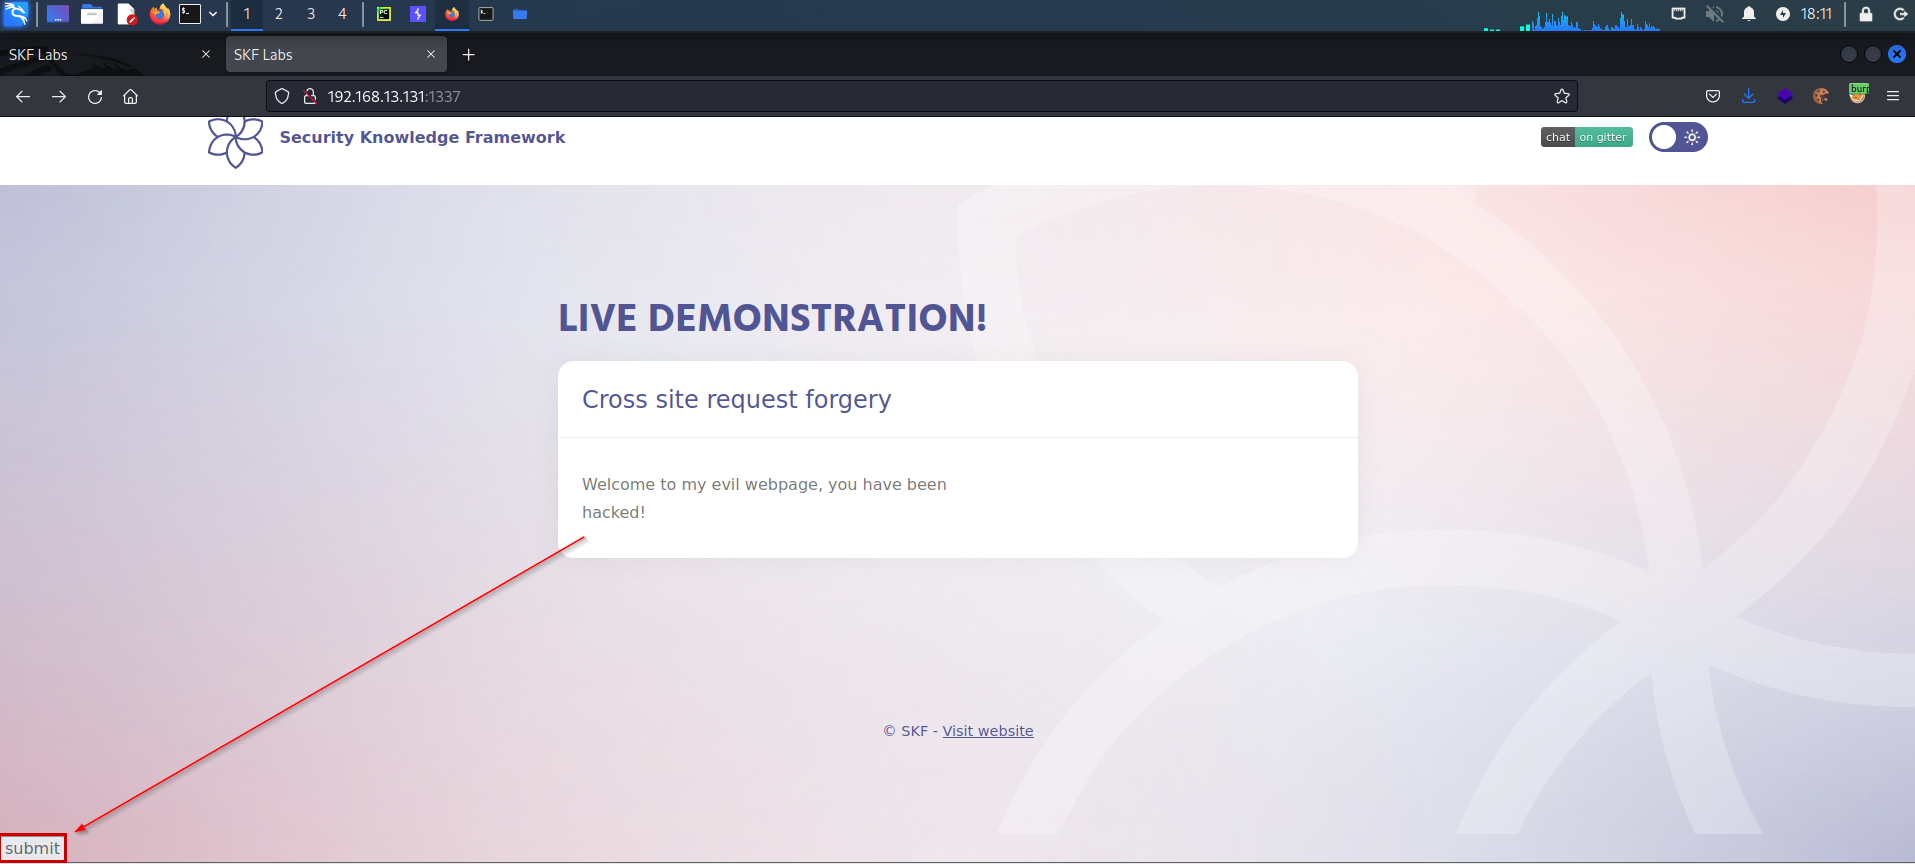 1 2 3 4
18:11
SKF Labs
SKF Labs
192.168.13.131:1337
burp
Security Knowledge Framework
chat on gitter
LIVE DEMONSTRATION!
Cross site request forgery
Welcome to my evil webpage, you have been
hacked!
© SKF - Visit website
submit